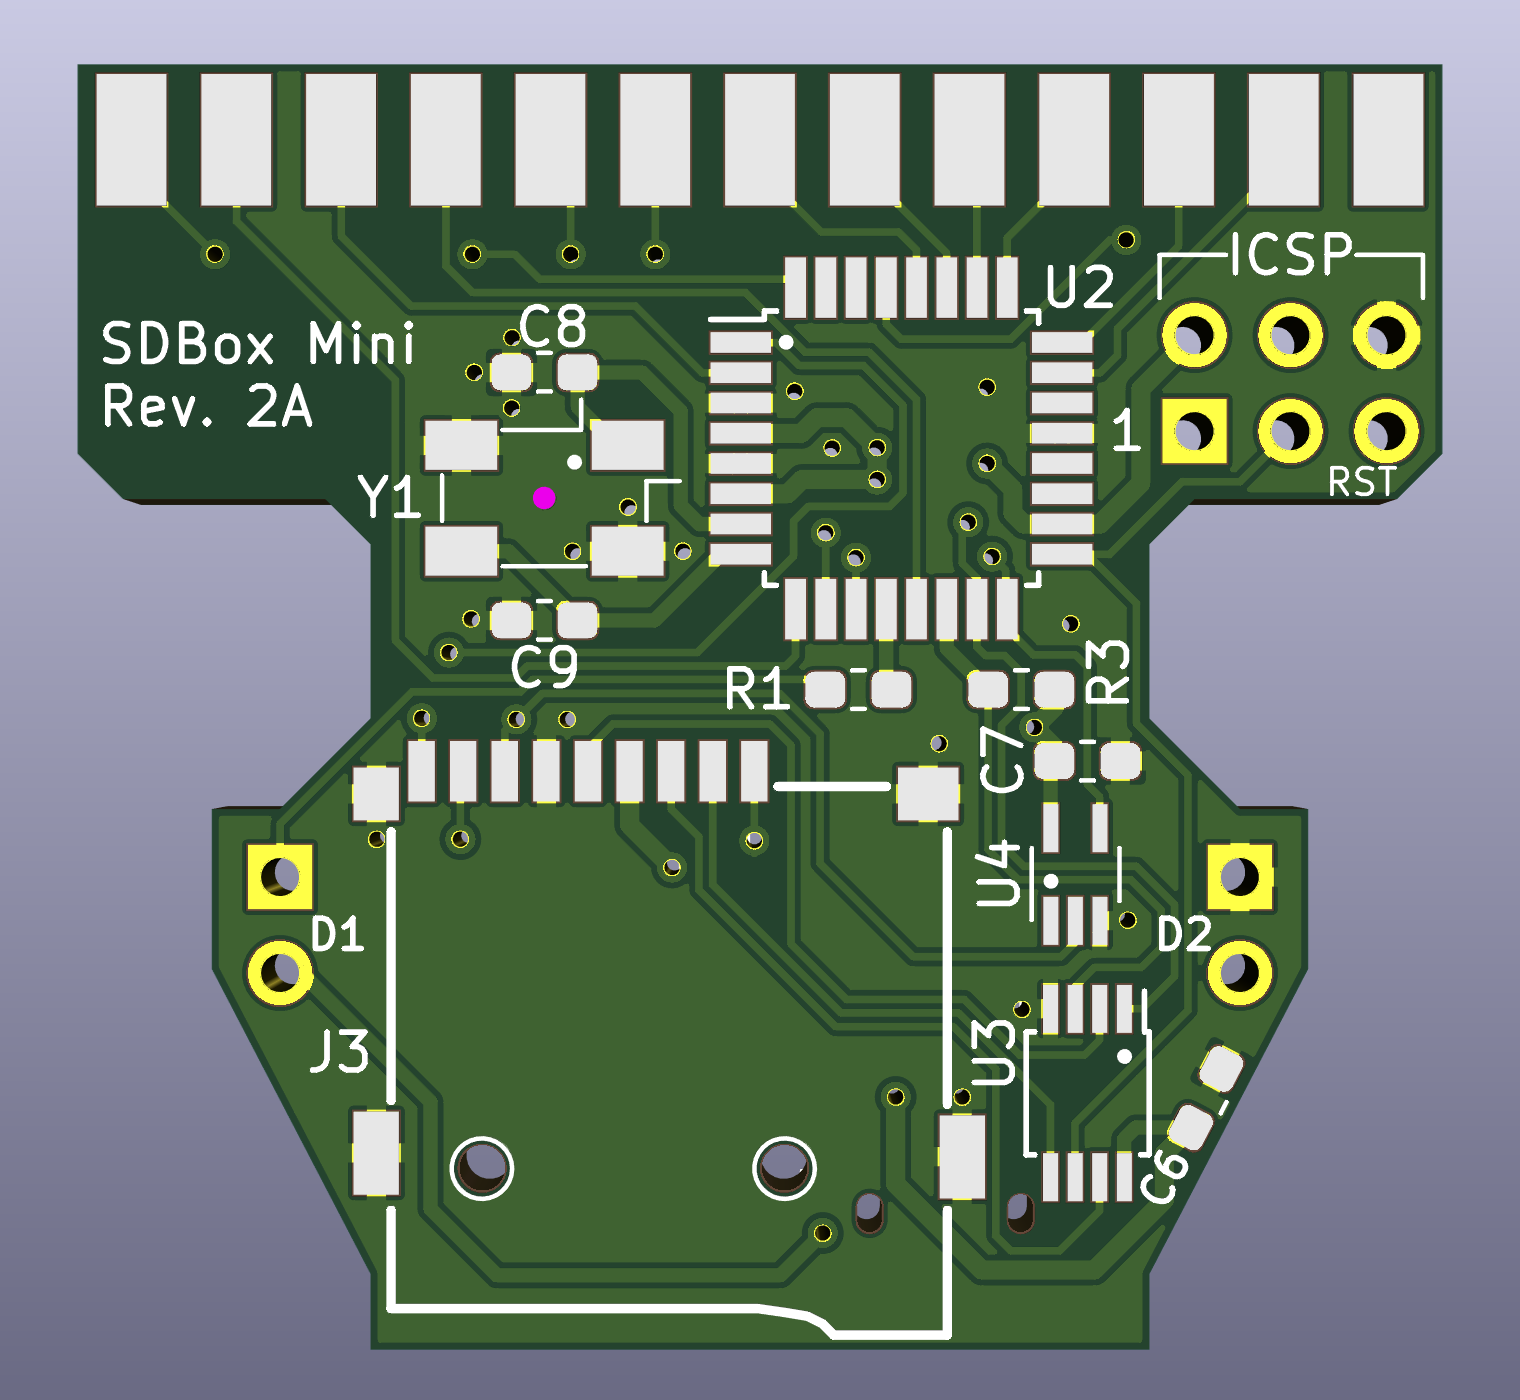 ICSP
U2
C8
SDBox Mini
Rev. 2A
1
RST
Y1
C9
R1
R3
C7
U4
D1
D2
J3
U3
C6